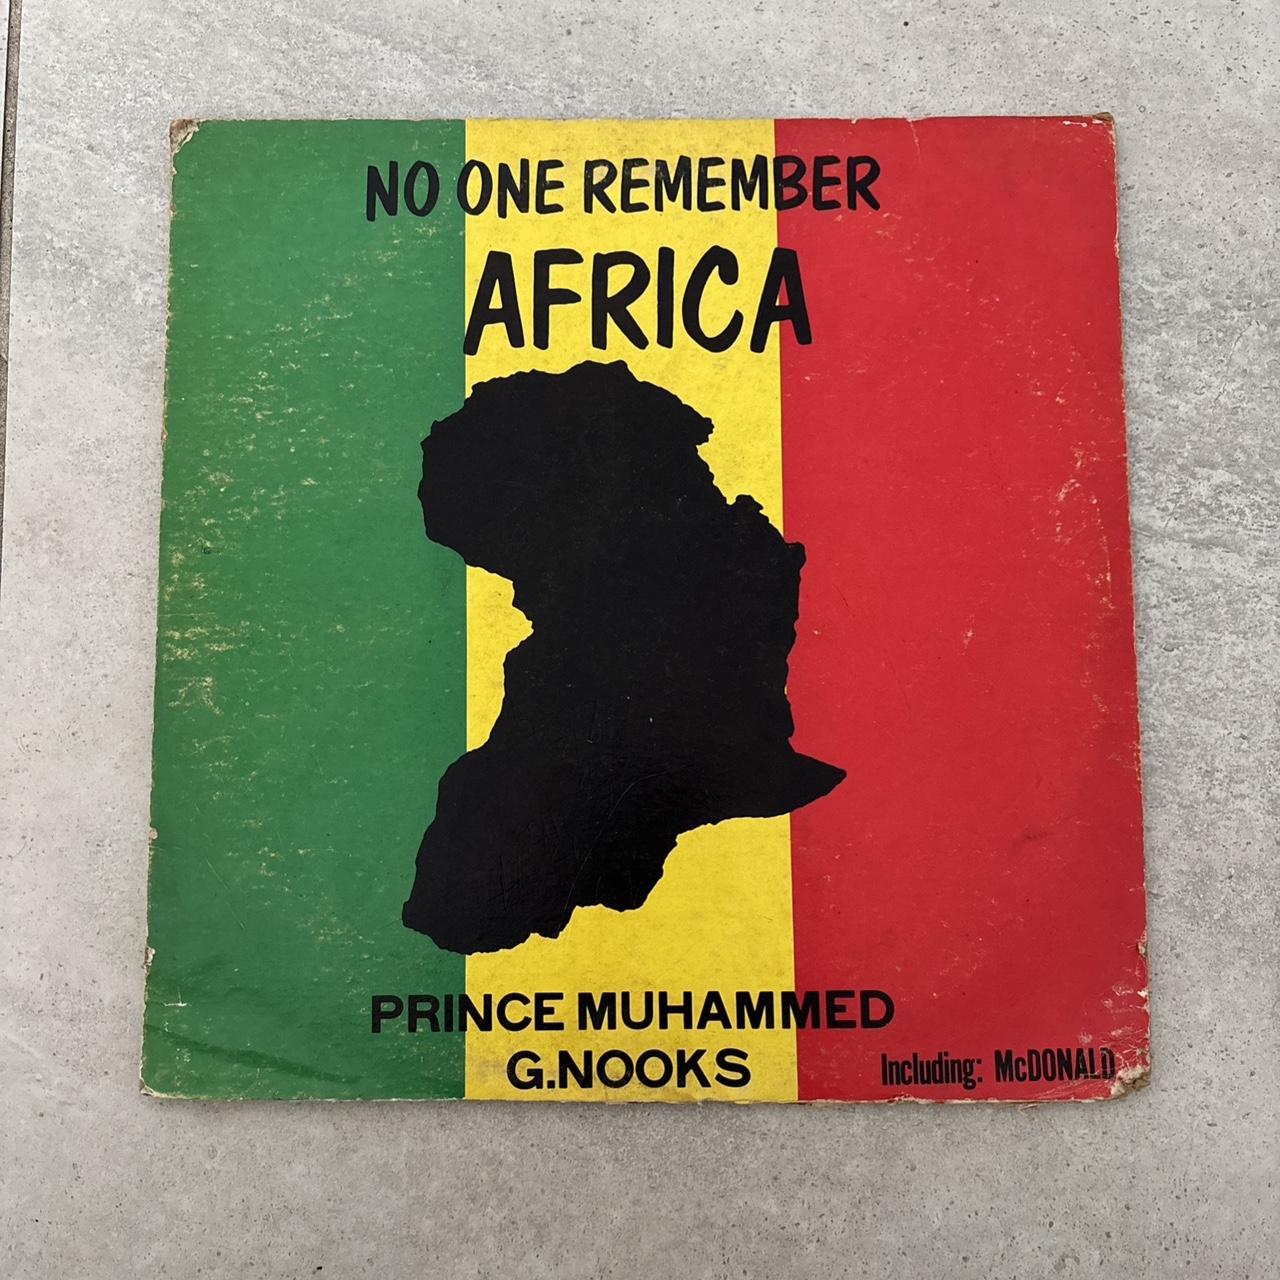 NO ONE REMEMBER
AFRICA
PRINCE MUHAMMED
G.NOOKS
Including: McDONALD